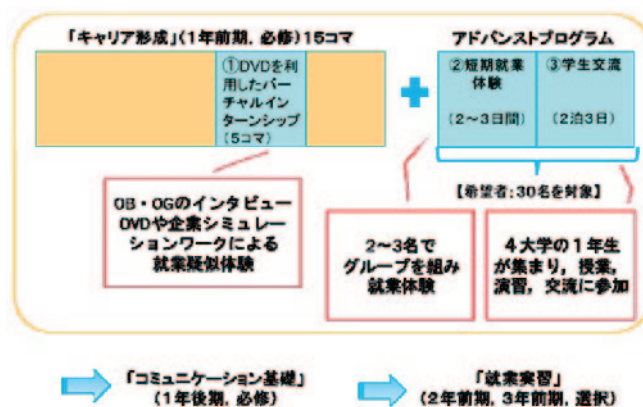 「キャリア形成」(1年前期, 必修)15コマ
アドバンストプログラム
①DVDを利
用したバー
チャルイン
ターンシップ
(5コマ)
②短期就業
体験
(2～3日間)
③学生交流
(2泊3日)
【希望者:30名を対象】
OB・OGのインタビュー
DVDや企業シミュレー
ションワークによる
就業疑似体験
2～3名で
グループを組み
就業体験
4大学の1年生
が集まり, 授業,
演習, 交流に参加
「コミュニケーション基礎」
(1年後期, 必修)
「就業実習」
(2年前期, 3年前期, 選択)